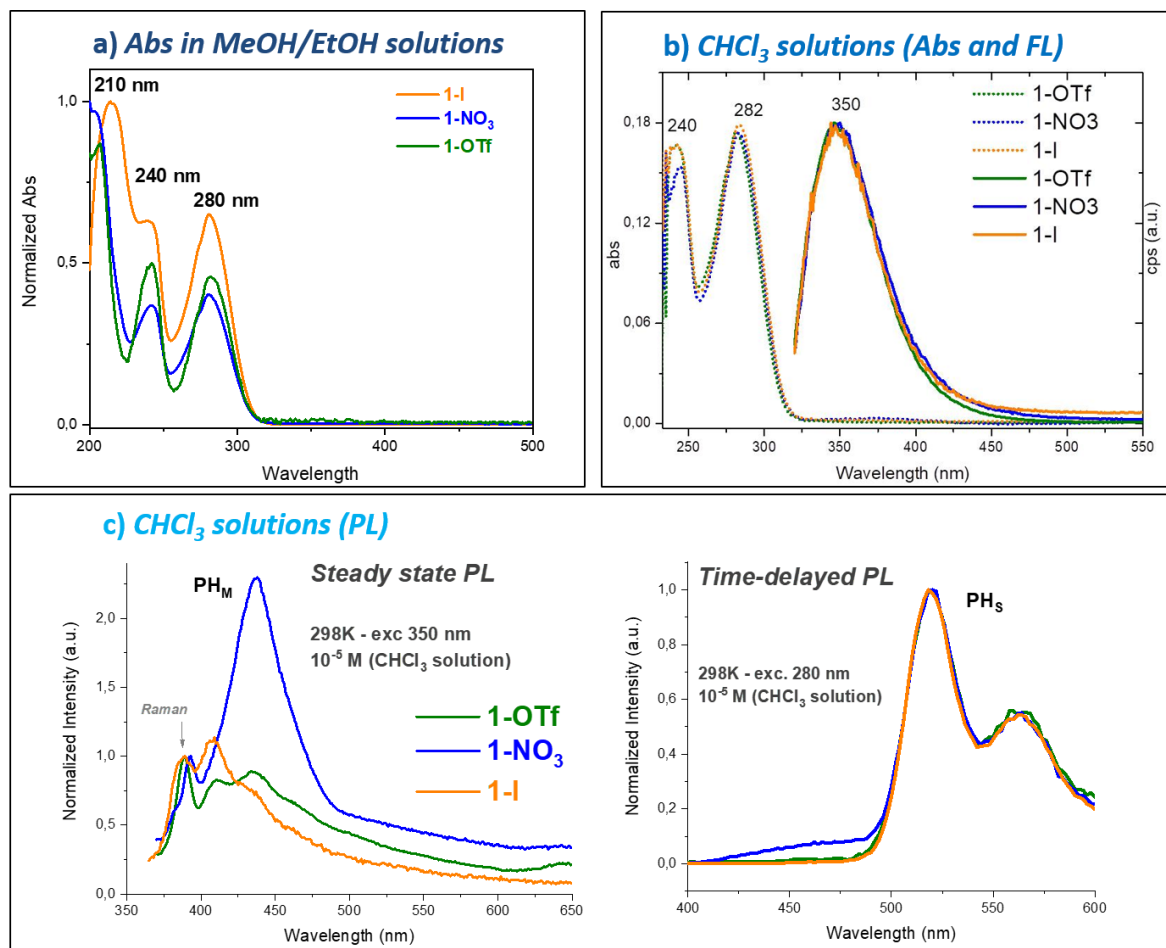 a) Abs in MeOH/EtOH solutions
210 nm
240 nm
280 nm
1-I
1-NO3
1-OTf
Normalized Abs
1,0
0,5
0,0
200
300
400
500
Wavelength
b) CHCl3 solutions (Abs and FL)
240
282
350
1-OTf
1-NO3
1-I
1-OTf
1-NO3
1-I
abs
cps (a.u.)
0,18
0,12
0,06
0,00
250
300
350
400
450
500
550
Wavelength (nm)
c) CHCl3 solutions (PL)
PHM
Steady state PL
298K - exc 350 nm
10-5 M (CHCl3 solution)
Raman
1-OTf
1-NO3
1-I
Normalized Intensity (a.u.)
2,0
1,5
1,0
0,5
0,0
350
400
450
500
550
600
650
Wavelength (nm)
Time-delayed PL
PHS
298K - exc. 280 nm
10-5 M (CHCl3 solution)
Normalized Intensity (a.u.)
1,0
0,8
0,6
0,4
0,2
0,0
400
450
500
550
600
Wavelength (nm)